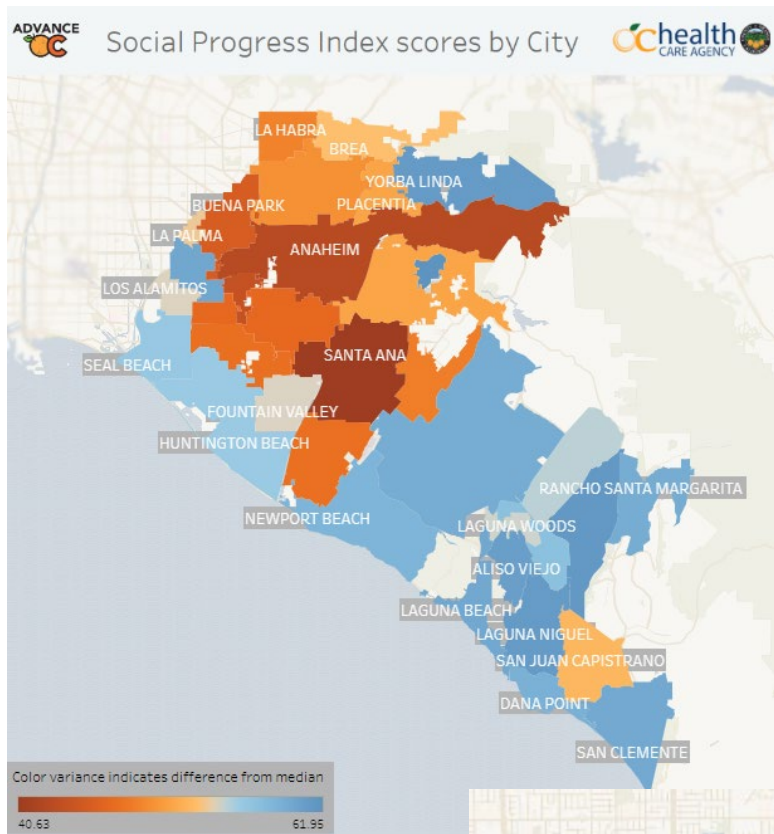 ADVANCE
OC
Social Progress Index scores by City
OC health
CARE AGENCY
LA HABRA
BREA
YORBA LINDA
BUENA PARK
PLACENTIA
LA PALMA
ANAHEIM
LOS ALAMITOS
SANTA ANA
SEAL BEACH
FOUNTAIN VALLEY
HUNTINGTON BEACH
RANCHO SANTA MARGARITA
NEWPORT BEACH
LAGUNA WOODS
ALISO VIEJO
LAGUNA BEACH
LAGUNA NIGUEL
SAN JUAN CAPISTRANO
DANA POINT
SAN CLEMENTE
Color variance indicates difference from median
40.63
61.95